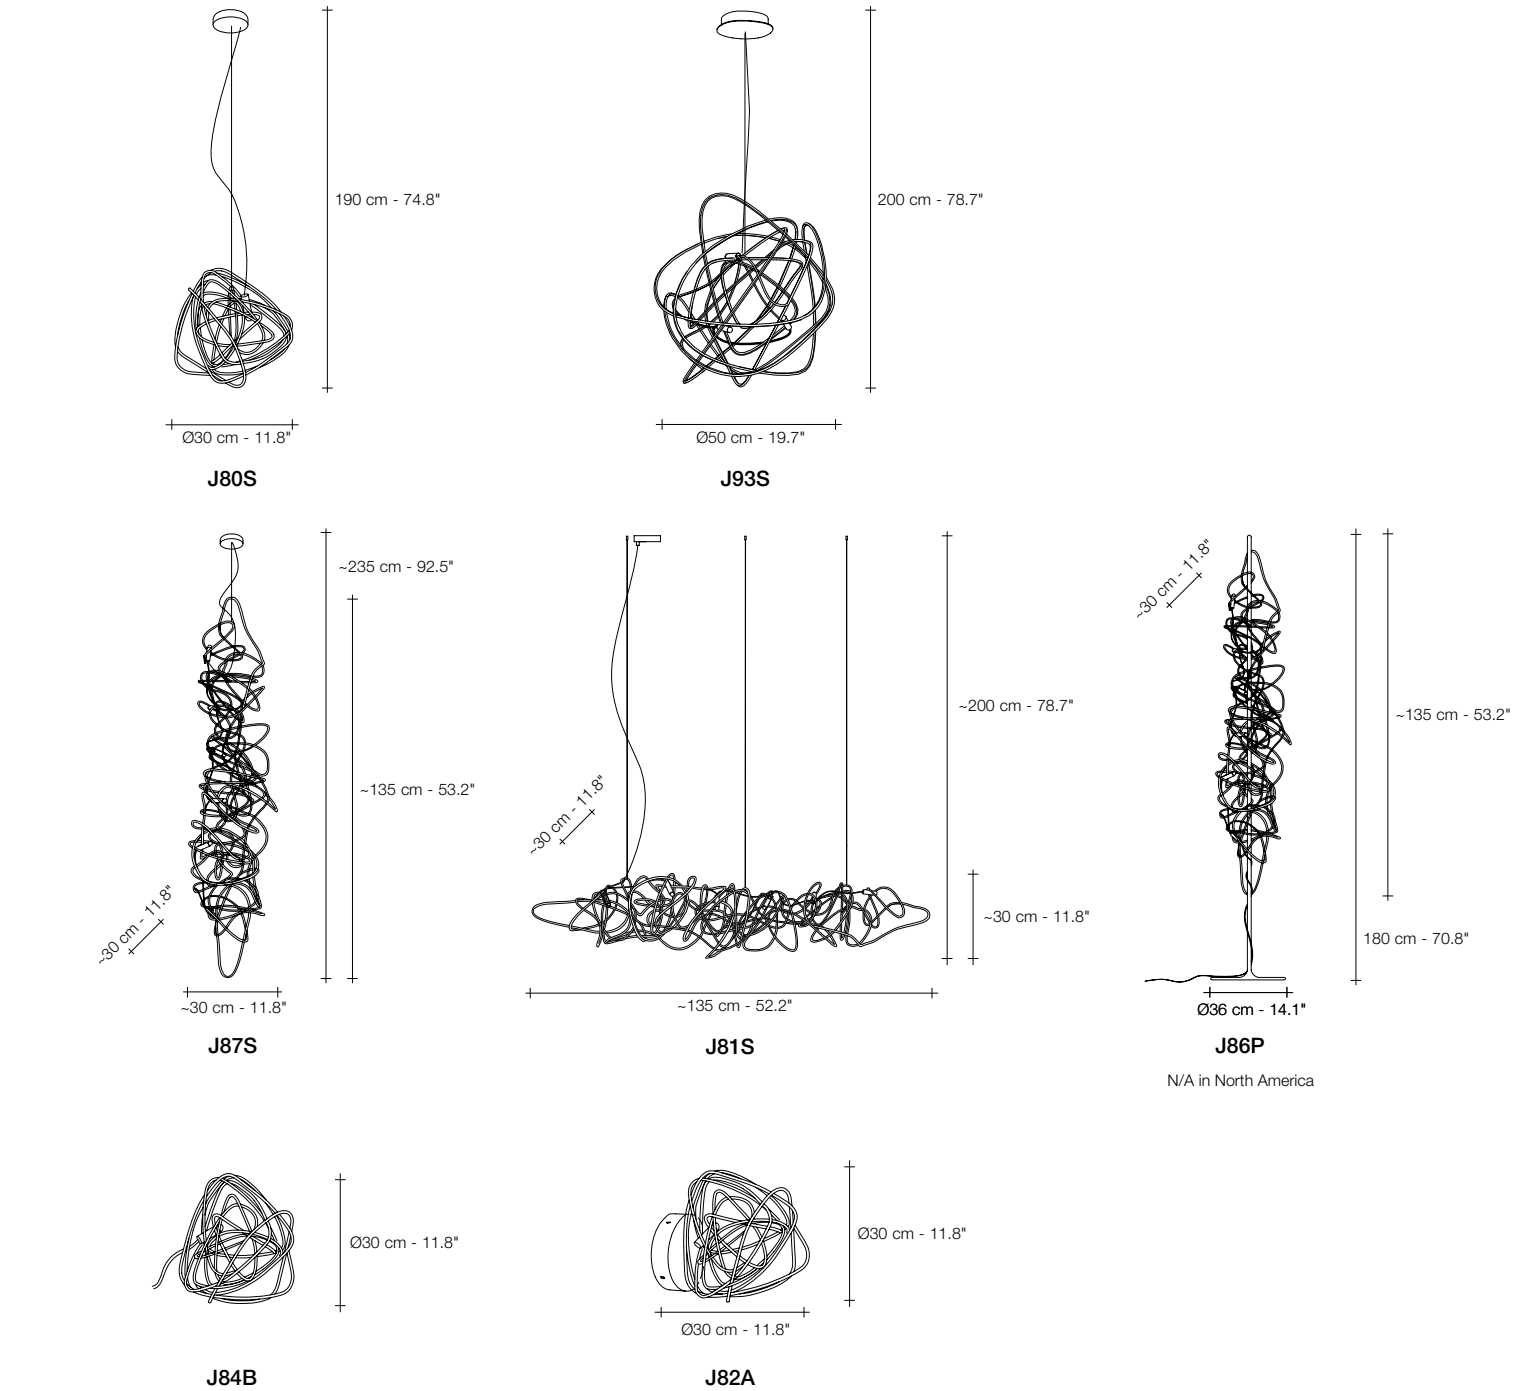 190 cm - 74.8"
200 cm - 78.7"
Ø30 cm - 11.8"
Ø50 cm - 19.7"
J80S
J93S
~235 cm - 92.5"
~135 cm - 53.2"
~30 cm - 11.8"
~30 cm - 11.8"
J87S
~200 cm - 78.7"
~30 cm - 11.8"
~30 cm - 11.8"
~135 cm - 52.2"
J81S
~30 cm - 11.8"
~135 cm - 53.2"
180 cm - 70.8"
Ø36 cm - 14.1"
J86P
N/A in North America
Ø30 cm - 11.8"
J84B
Ø30 cm - 11.8"
Ø30 cm - 11.8"
J82A